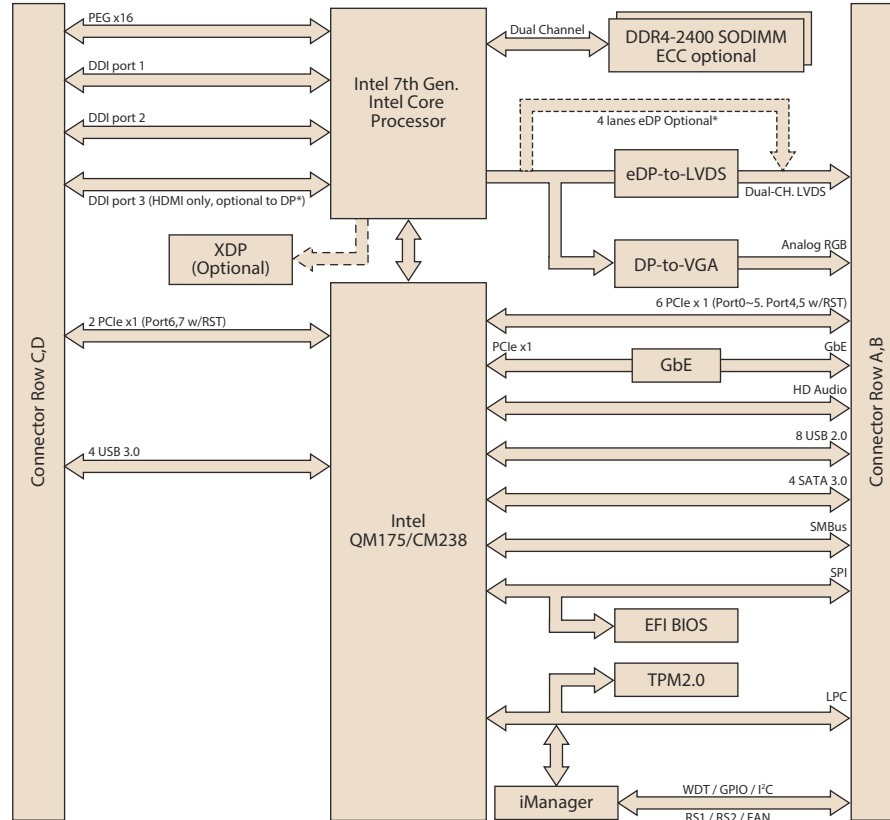 PEG x16
DDI port 1
DDI port 2
DDI port 3 (HDMI only, optional to DP*)
Intel 7th Gen.
Intel Core
Processor
Dual Channel
DDR4-2400 SODIMM
ECC optional
4 lanes eDP Optional*
eDP-to-LVDS
Dual-CH. LVDS
DP-to-VGA
Analog RGB
XDP
(Optional)
2 PCIe x1 (Port6,7 w/RST)
4 USB 3.0
Connector Row C,D
Intel
QM175/CM238
6 PCIe x 1 (Port0~5. Port4,5 w/RST)
PCIe x1
GbE
GbE
HD Audio
8 USB 2.0
4 SATA 3.0
SMBus
SPI
EFI BIOS
TPM2.0
LPC
iManager
WDT / GPIO / I²C
RS1 / RS2 / FAN
Connector Row A,B